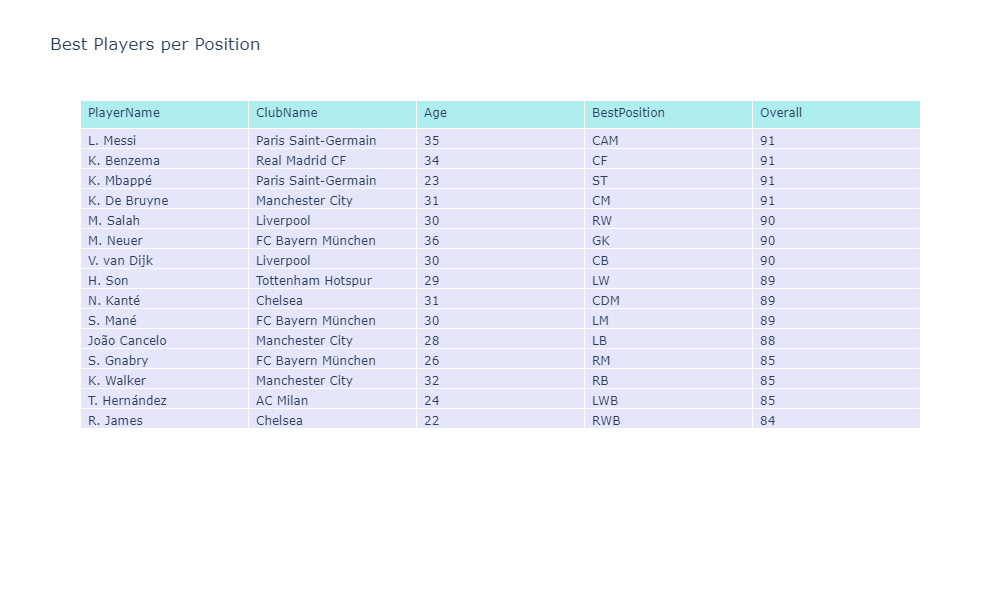 Best Players per Position
PlayerName ClubName Age BestPosition Overall
L. Messi Paris Saint-Germain 35 CAM 91
K. Benzema Real Madrid CF 34 CF 91
K. Mbappé Paris Saint-Germain 23 ST 91
K. De Bruyne Manchester City 31 CM 91
M. Salah Liverpool 30 RW 90
M. Neuer FC Bayern München 36 GK 90
V. van Dijk Liverpool 30 CB 90
H. Son Tottenham Hotspur 29 LW 89
N. Kanté Chelsea 31 CDM 89
S. Mané FC Bayern München 30 LM 89
João Cancelo Manchester City 28 LB 88
S. Gnabry FC Bayern München 26 RM 85
K. Walker Manchester City 32 RB 85
T. Hernández AC Milan 24 LWB 85
R. James Chelsea 22 RWB 84